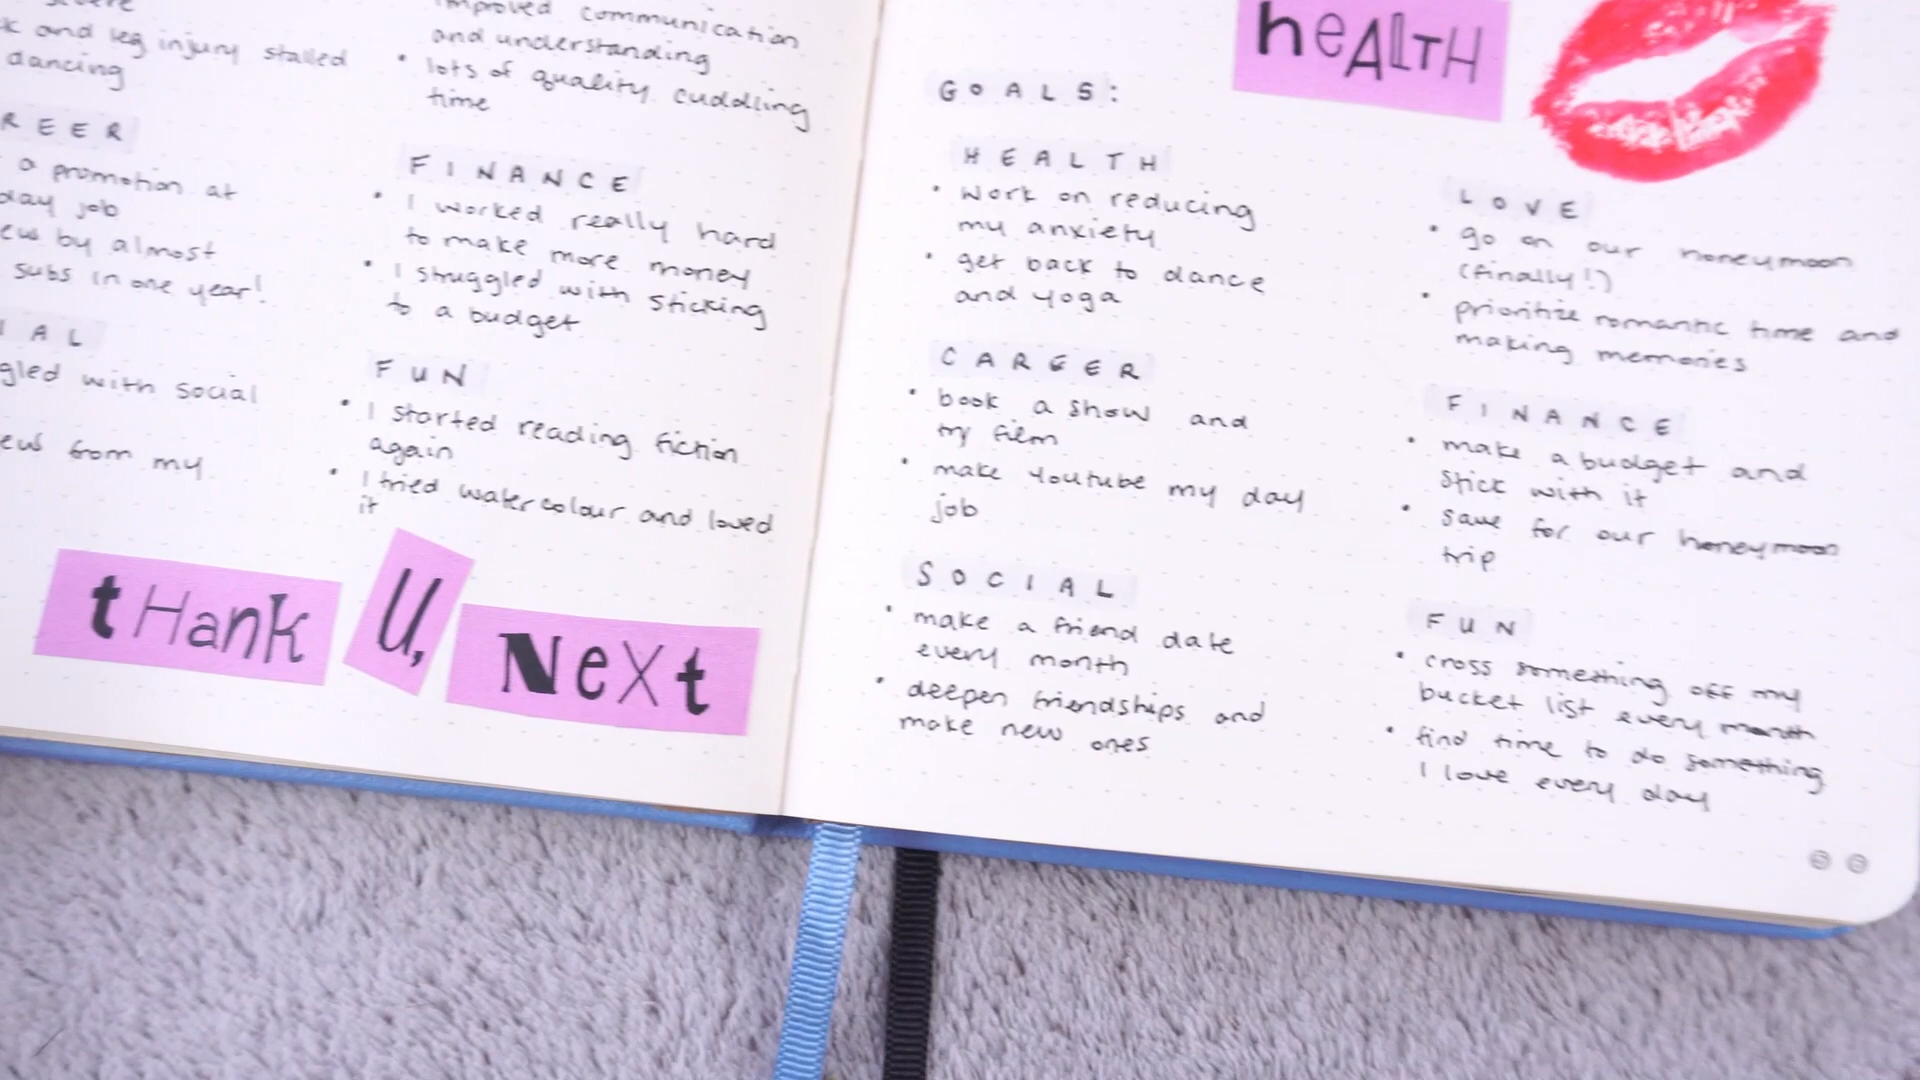 severe
k and leg injury stalled
dancing
REER
a promotion at
day job
ew by almost
subs in one year!
IAL
gled with social
ew from my
improved communication
and understanding
• lots of quality cuddling
time
FINANCE
• I worked really hard
to make more money
• I struggled with sticking
to a budget
FUN
• I started reading fiction
again
• I tried watercolour and loved
it
tHank U, NeXt
heALTH
GOALS:
HEALTH
• work on reducing
my anxiety
• get back to dance
and yoga
CAREER
• book a show and
try film
• make youtube my day
job
SOCIAL
• make a friend date
every month
• deepen friendships and
make new ones
LOVE
• go on our honeymoon
(finally!)
• prioritize romantic time and
making memories
FINANCE
• make a budget and
stick with it
• save for our honeymoon
trip
FUN
• cross something off my
bucket list every month
• find time to do something
I love every day